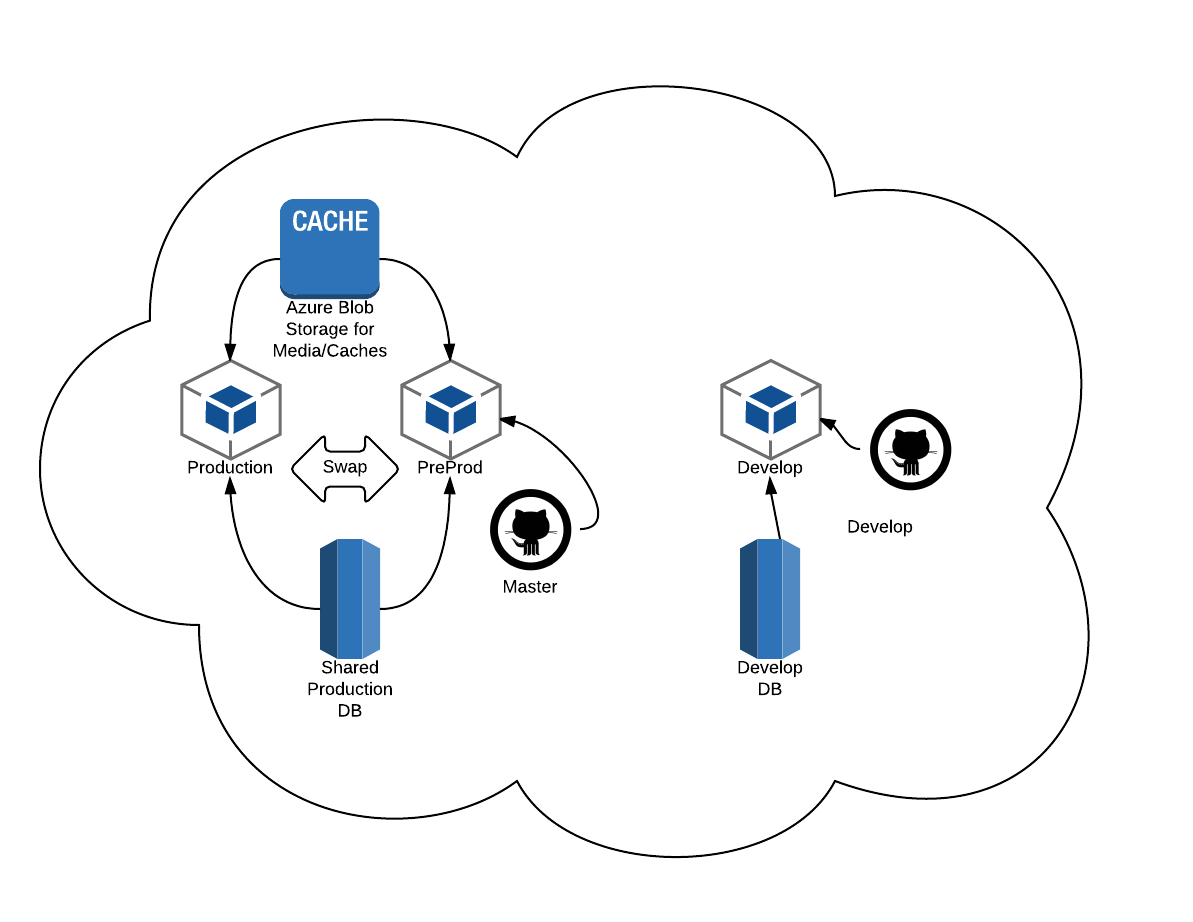 CACHE
Azure Blob
Storage for
Media/Caches
Production
Swap
PreProd
Develop
Develop
Master
Shared
Production
DB
Develop
DB